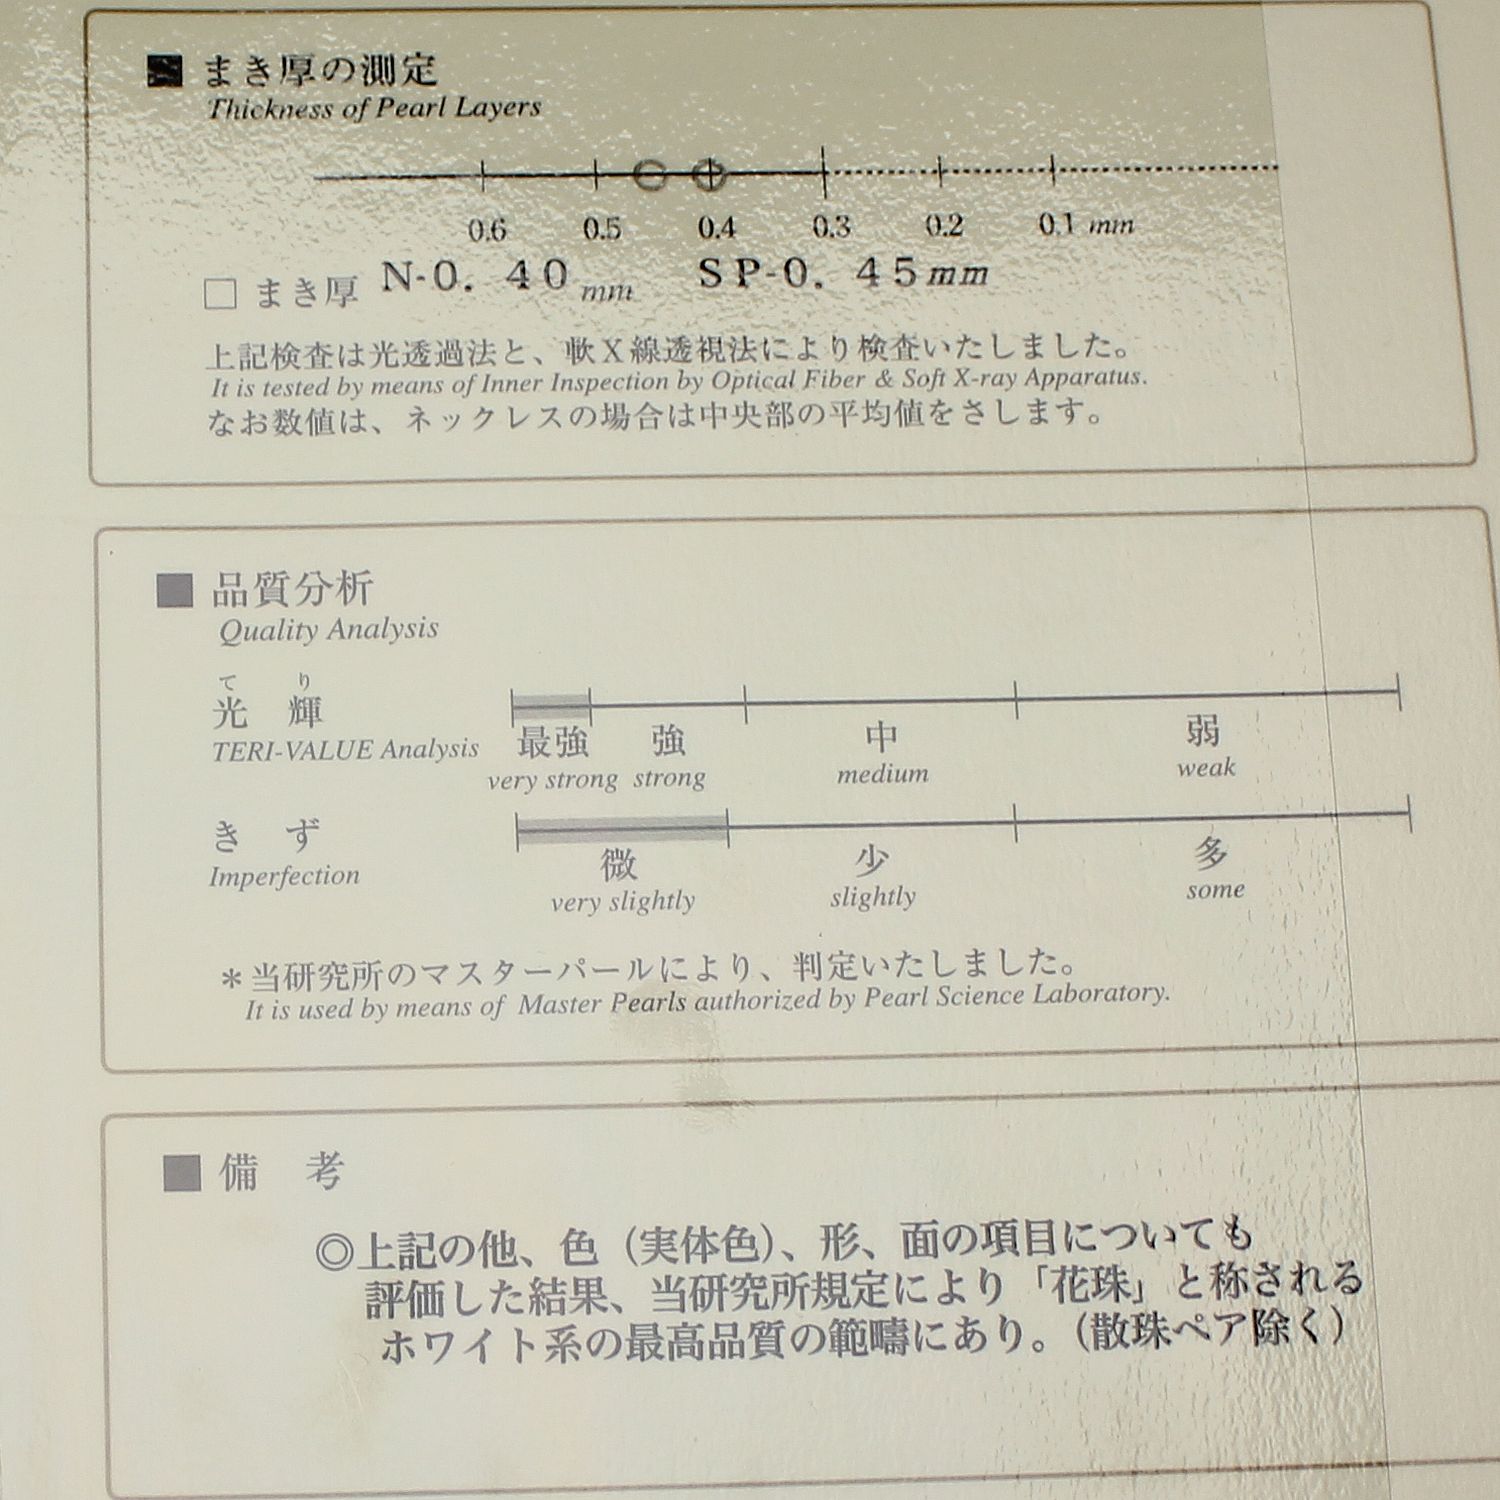 ■ まき厚の測定
Thickness of Pearl Layers
0.6 0.5 0.4 0.3 0.2 0.1 mm
□ まき厚 N-0. 40 mm SP-0. 45mm
上記検査は光透過法と、軟X線透視法により検査いたしました。
It is tested by means of Inner Inspection by Optical Fiber & Soft X-ray Apparatus.
なお数値は、ネックレスの場合は中央部の平均値をさします。
■ 品質分析
Quality Analysis
て り
光 輝
TERI-VALUE Analysis
最強 強 中 弱
very strong strong medium weak
き ず
Imperfection
微 少 多
very slightly slightly some
*当研究所のマスターパールにより、判定いたしました。
It is used by means of Master Pearls authorized by Pearl Science Laboratory.
■ 備 考
◎上記の他、色（実体色）、形、面の項目についても
評価した結果、当研究所規定により「花珠」と称される
ホワイト系の最高品質の範疇にあり。（散珠ペア除く）